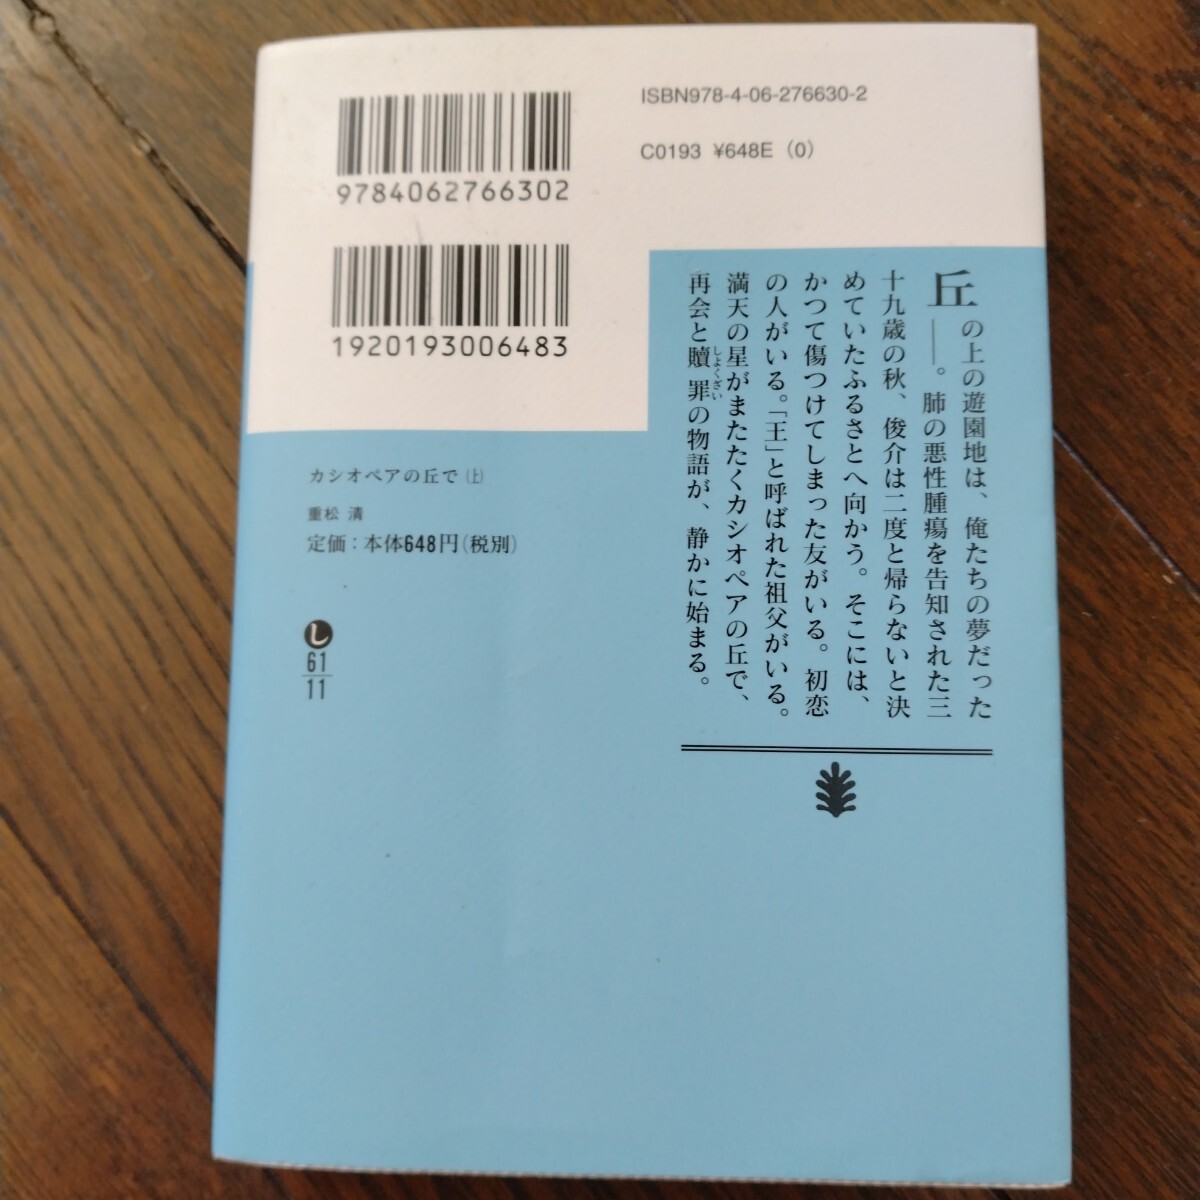 ISBN978-4-06-276630-2
C0193 ¥648E (0)
9784062766302
1920193006483
丘の上の遊園地は、俺たちの夢だった
――。肺の悪性腫瘍を告知された三
十九歳の秋、俊介は二度と帰らないと決
めていたふるさとへ向かう。そこには、
かつて傷つけてしまった友がいる。初恋
の人がいる。「王」と呼ばれた祖父がいる。
満天の星がまたたくカシオペアの丘で、
再会と贖罪の物語が、静かに始まる。
しょくざい
カシオペアの丘で(上)
重松 清
定価:本体648円(税別)
し
61
11